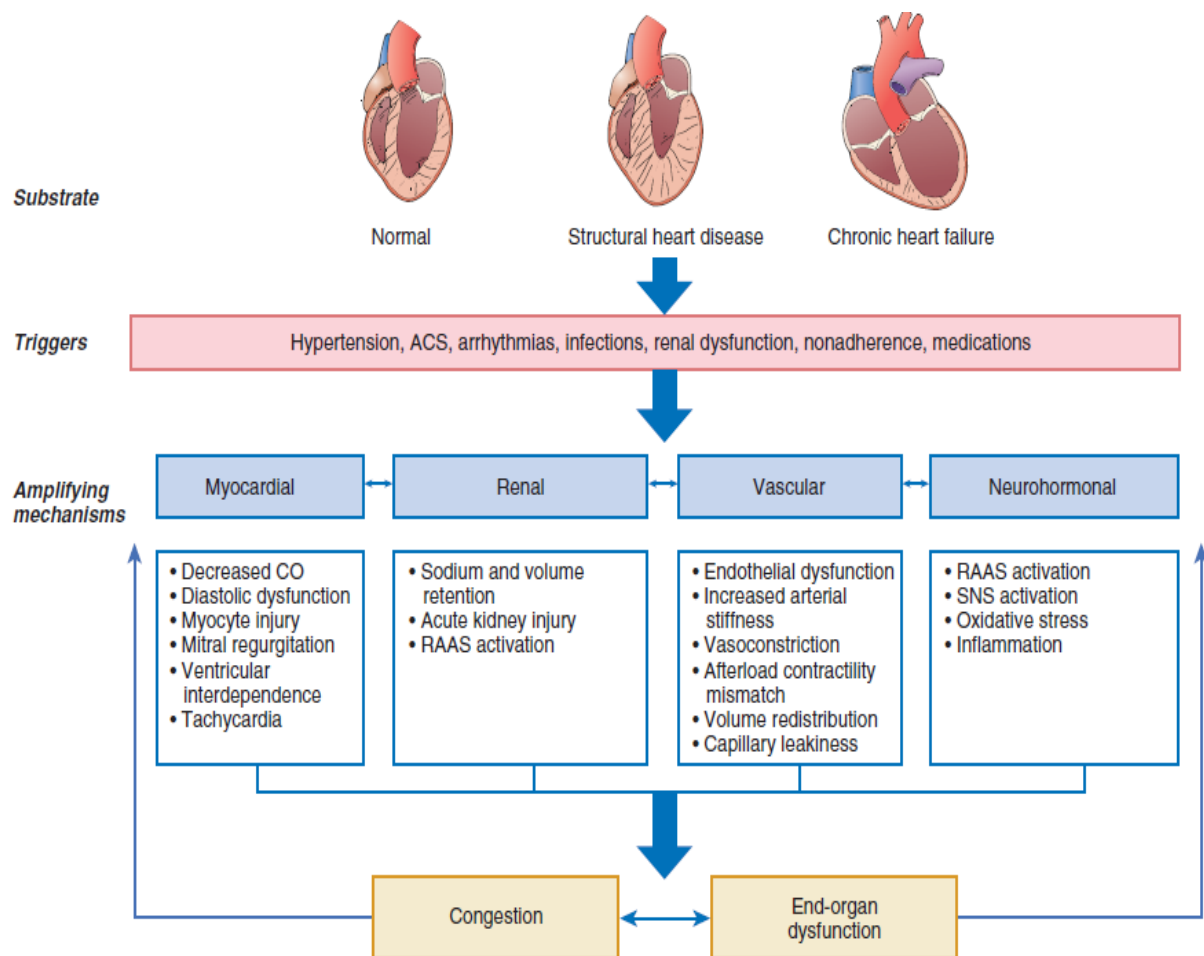 Substrate
Normal
Structural heart disease
Chronic heart failure
Triggers
Hypertension, ACS, arrhythmias, infections, renal dysfunction, nonadherence, medications
Amplifying
mechanisms
Myocardial
Renal
Vascular
Neurohormonal
• Decreased CO
• Diastolic dysfunction
• Myocyte injury
• Mitral regurgitation
• Ventricular
interdependence
• Tachycardia
• Sodium and volume
retention
• Acute kidney injury
• RAAS activation
• Endothelial dysfunction
• Increased arterial
stiffness
• Vasoconstriction
• Afterload contractility
mismatch
• Volume redistribution
• Capillary leakiness
• RAAS activation
• SNS activation
• Oxidative stress
• Inflammation
Congestion
End-organ
dysfunction